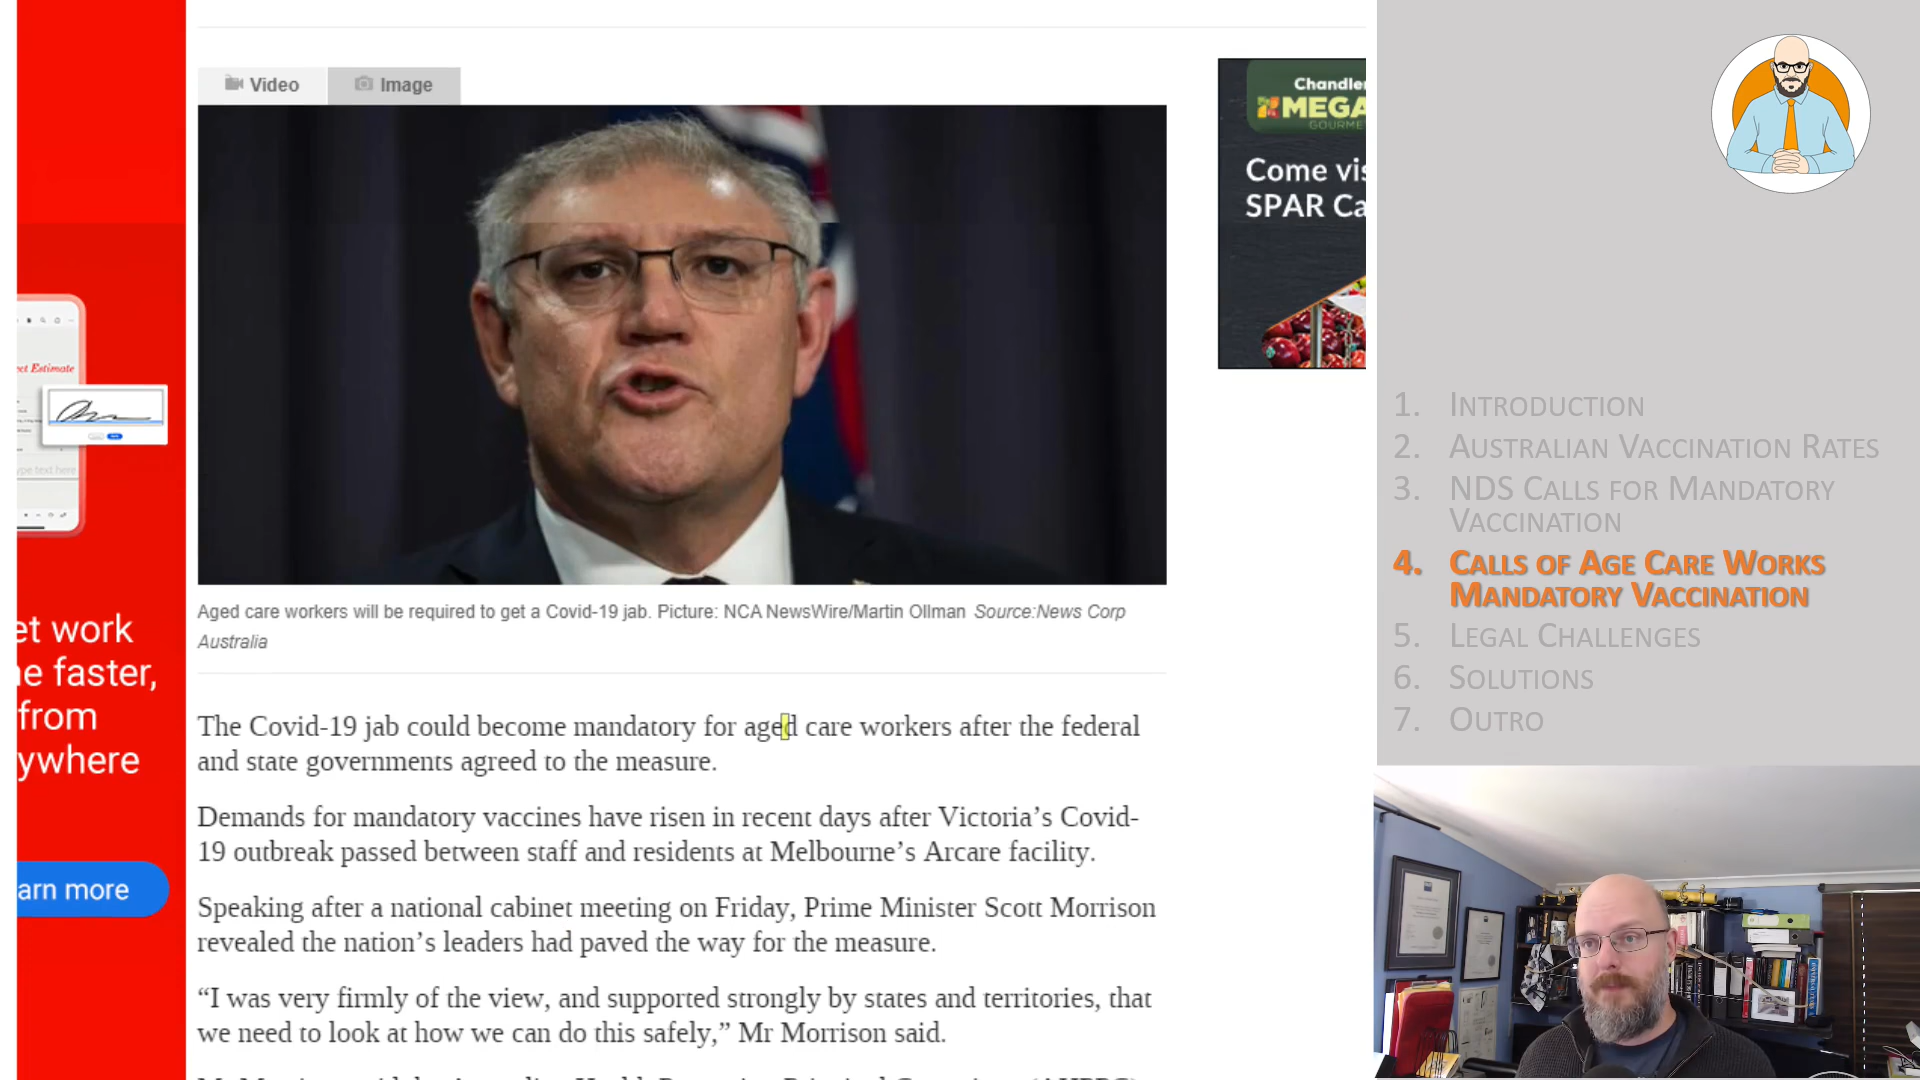 Video
Image
Chandler
MEGA
GOURME
Come vis
SPAR Ca
ect Estimate
ype text here
et work
e faster,
from
ywhere
arn more
Aged care workers will be required to get a Covid-19 jab. Picture: NCA NewsWire/Martin Ollman Source:News Corp
Australia
The Covid-19 jab could become mandatory for aged care workers after the federal
and state governments agreed to the measure.
Demands for mandatory vaccines have risen in recent days after Victoria’s Covid-
19 outbreak passed between staff and residents at Melbourne’s Arcare facility.
Speaking after a national cabinet meeting on Friday, Prime Minister Scott Morrison
revealed the nation’s leaders had paved the way for the measure.
“I was very firmly of the view, and supported strongly by states and territories, that
we need to look at how we can do this safely,” Mr Morrison said.
1. Introduction
2. Australian Vaccination Rates
3. NDS Calls for Mandatory
Vaccination
4. Calls of Age Care Works
Mandatory Vaccination
5. Legal Challenges
6. Solutions
7. Outro